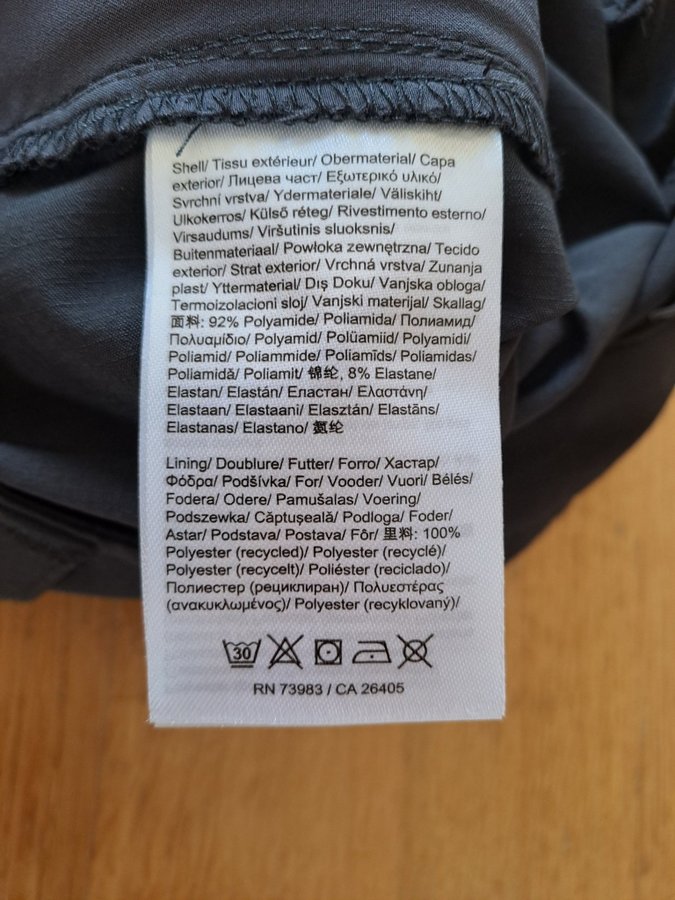 Shell/ Tissu extérieur/ Obermaterial/ Capa
exterior/ Лицева част/ Εξωτερικό υλικό/
Svrchní vrstva/ Ydermateriale/ Väliskiht/
Ulkokerros/ Külső réteg/ Rivestimento esterno/
Virsaudums/ Viršutinis sluoksnis/
Buitenmateriaal/ Powłoka zewnętrzna/ Tecido
exterior/ Strat exterior/ Vrchná vrstva/ Zunanja
plast/ Yttermaterial/ Dış Doku/ Vanjska obloga/
Termoizolacioni sloj/ Vanjski materijal/ Skallag/
面料: 92% Polyamide/ Poliamida/ Полиамид/
Πολυαμίδιο/ Polyamid/ Polüamiid/ Polyamidi/
Poliamid/ Poliammide/ Poliamīds/ Poliamidas/
Poliamidă/ Poliamit/ 锦纶, 8% Elastane/
Elastan/ Elastán/ Еластан/ Ελαστάνη/
Elastaan/ Elastaani/ Elasztán/ Elastāns/
Elastanas/ Elastano/ 氨纶
Lining/ Doublure/ Futter/ Forro/ Хастар/
Φόδρα/ Podšívka/ For/ Vooder/ Vuori/ Bélés/
Fodera/ Odere/ Pamušalas/ Voering/
Podszewka/ Căptușeală/ Podloga/ Foder/
Astar/ Podstava/ Postava/ Fôr/ 里料: 100%
Polyester (recycled)/ Polyester (recyclé)/
Polyester (recycelt)/ Poliéster (reciclado)/
Полиестер (рециклиран)/ Πολυεστέρας
(ανακυκλωμένος)/ Polyester (recyklovaný)/
30
RN 73983 / CA 26405